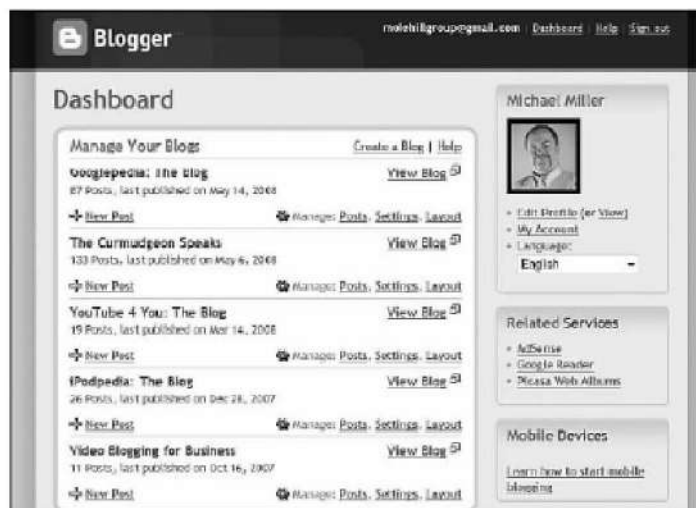 Blogger
molehillgroup@gmail.com | Dashboard | Help | Sign out
Dashboard
Manage Your Blogs
Create a Blog | Help
Googlepedia: The Blog
View Blog
87 Posts, last published on May 14, 2008
New Post
Manage: Posts, Settings, Layout
The Curmudgeon Speaks
View Blog
133 Posts, last published on May 6, 2008
New Post
Manage: Posts, Settings, Layout
YouTube 4 You: The Blog
View Blog
19 Posts, last published on Mar 14, 2008
New Post
Manage: Posts, Settings, Layout
iPodpedia: The Blog
View Blog
26 Posts, last published on Dec 28, 2007
New Post
Manage: Posts, Settings, Layout
Video Blogging for Business
View Blog
11 Posts, last published on Oct 16, 2007
New Post
Manage: Posts, Settings, Layout
Michael Miller
Edit Profile (or View)
My Account
Language:
English
Related Services
AdSense
Google Reader
Picasa Web Albums
Mobile Devices
Learn how to start mobile
blogging